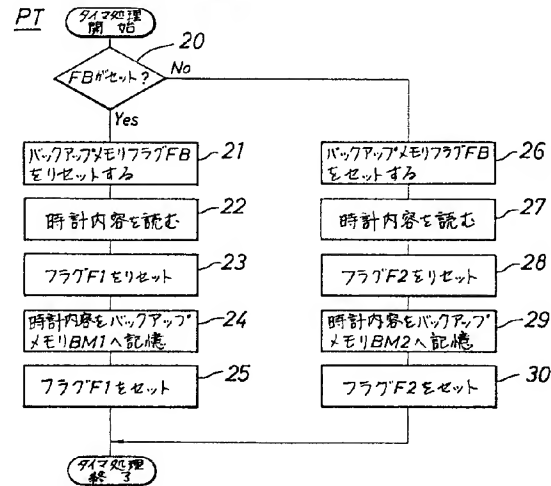 PT
タイマ処理
開始
20
FBがセット?
No
Yes
バックアップメモリフラグFB
をリセットする
21
時計内容を読む
22
フラグF1をリセット
23
時計内容をバックアップ
メモリBM1へ記憶
24
フラグF1をセット
25
バックアップメモリフラグFB
をセットする
26
時計内容を読む
27
フラグF2をリセット
28
時計内容をバックアップ
メモリBM2へ記憶
29
フラグF2をセット
30
タイマ処理
終了